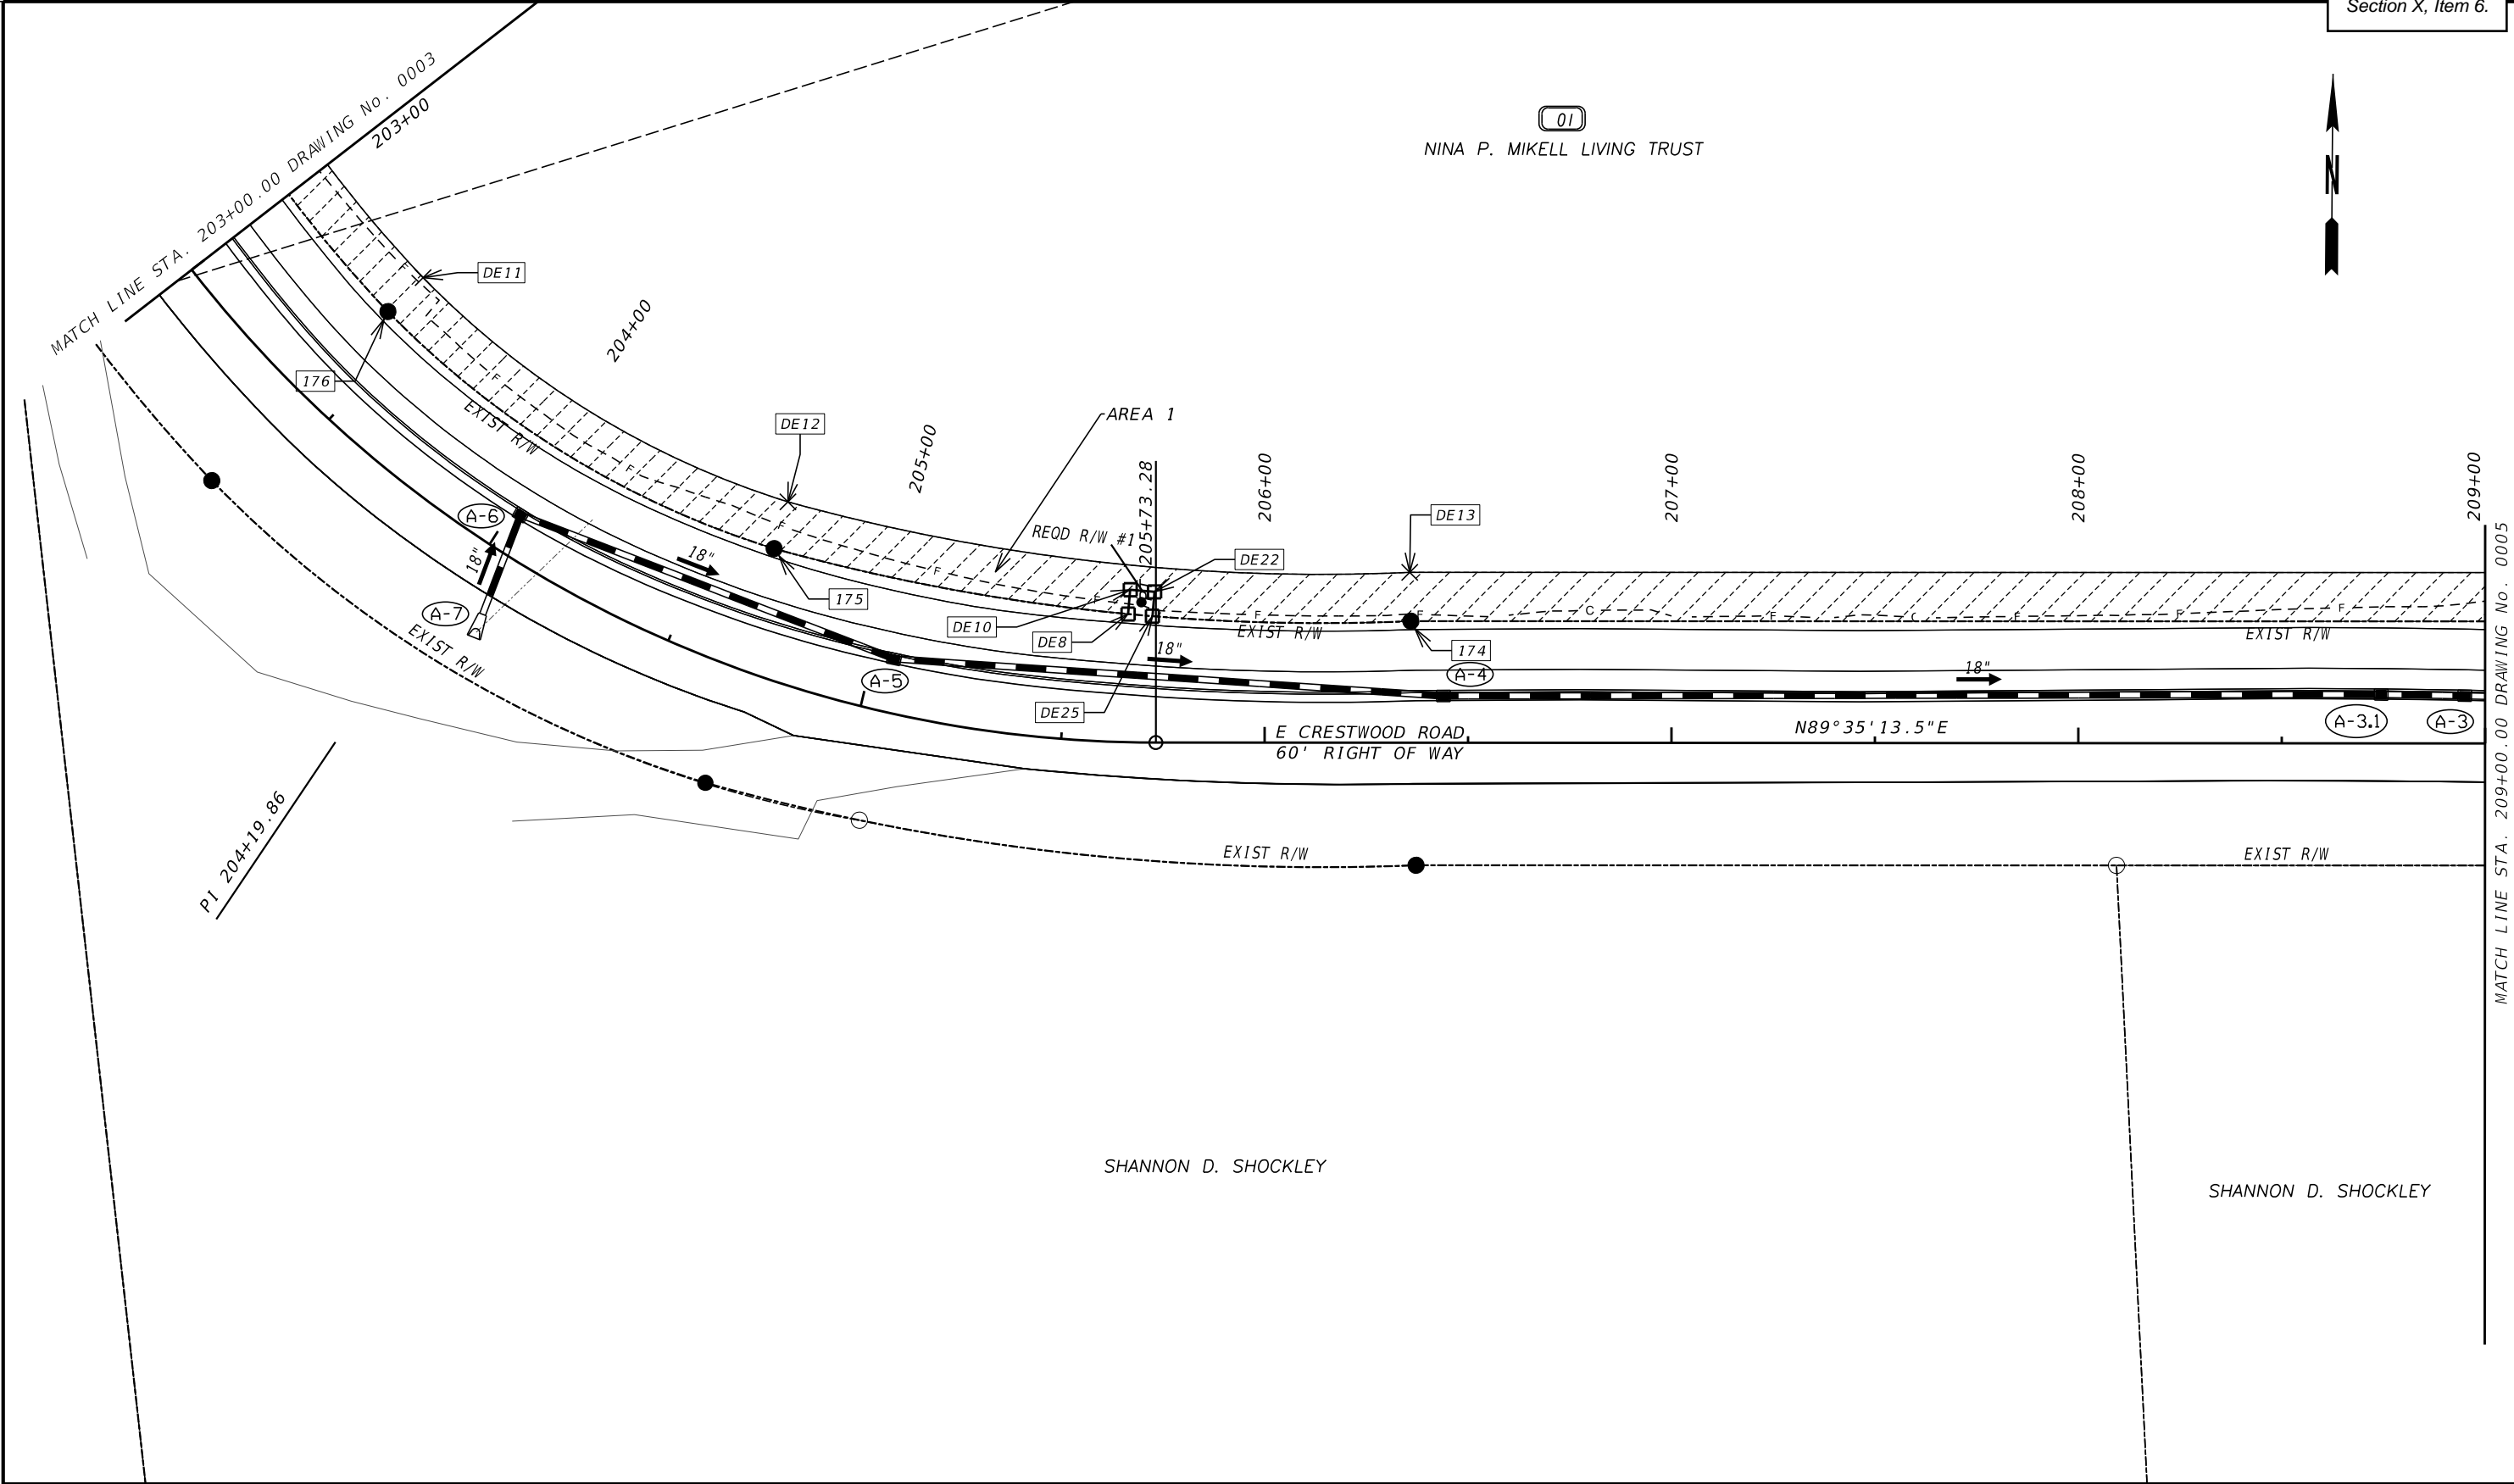 Section X, Item 6.
MATCH LINE STA. 203+00.00 DRAWING No. 0003
203+00
01
NINA P. MIKELL LIVING TRUST
N
DE11
204+00
176
EXIST R/W
F
F
F
DE12
205+00
AREA 1
205+73.28
206+00
207+00
208+00
209+00
A-6
18"
18"
F
REQD R/W #1
DE22
DE13
F
175
F
A-7
EXIST R/W
DE10
DE8
F
F
C
F
C
F
F
F
EXIST R/W
EXIST R/W
18"
174
A-5
A-4
18"
DE25
A-3.1
A-3
E CRESTWOOD ROAD
60' RIGHT OF WAY
N89°35'13.5"E
MATCH LINE STA. 209+00.00 DRAWING No. 0005
PI 204+19.86
EXIST R/W
EXIST R/W
SHANNON D. SHOCKLEY
SHANNON D. SHOCKLEY